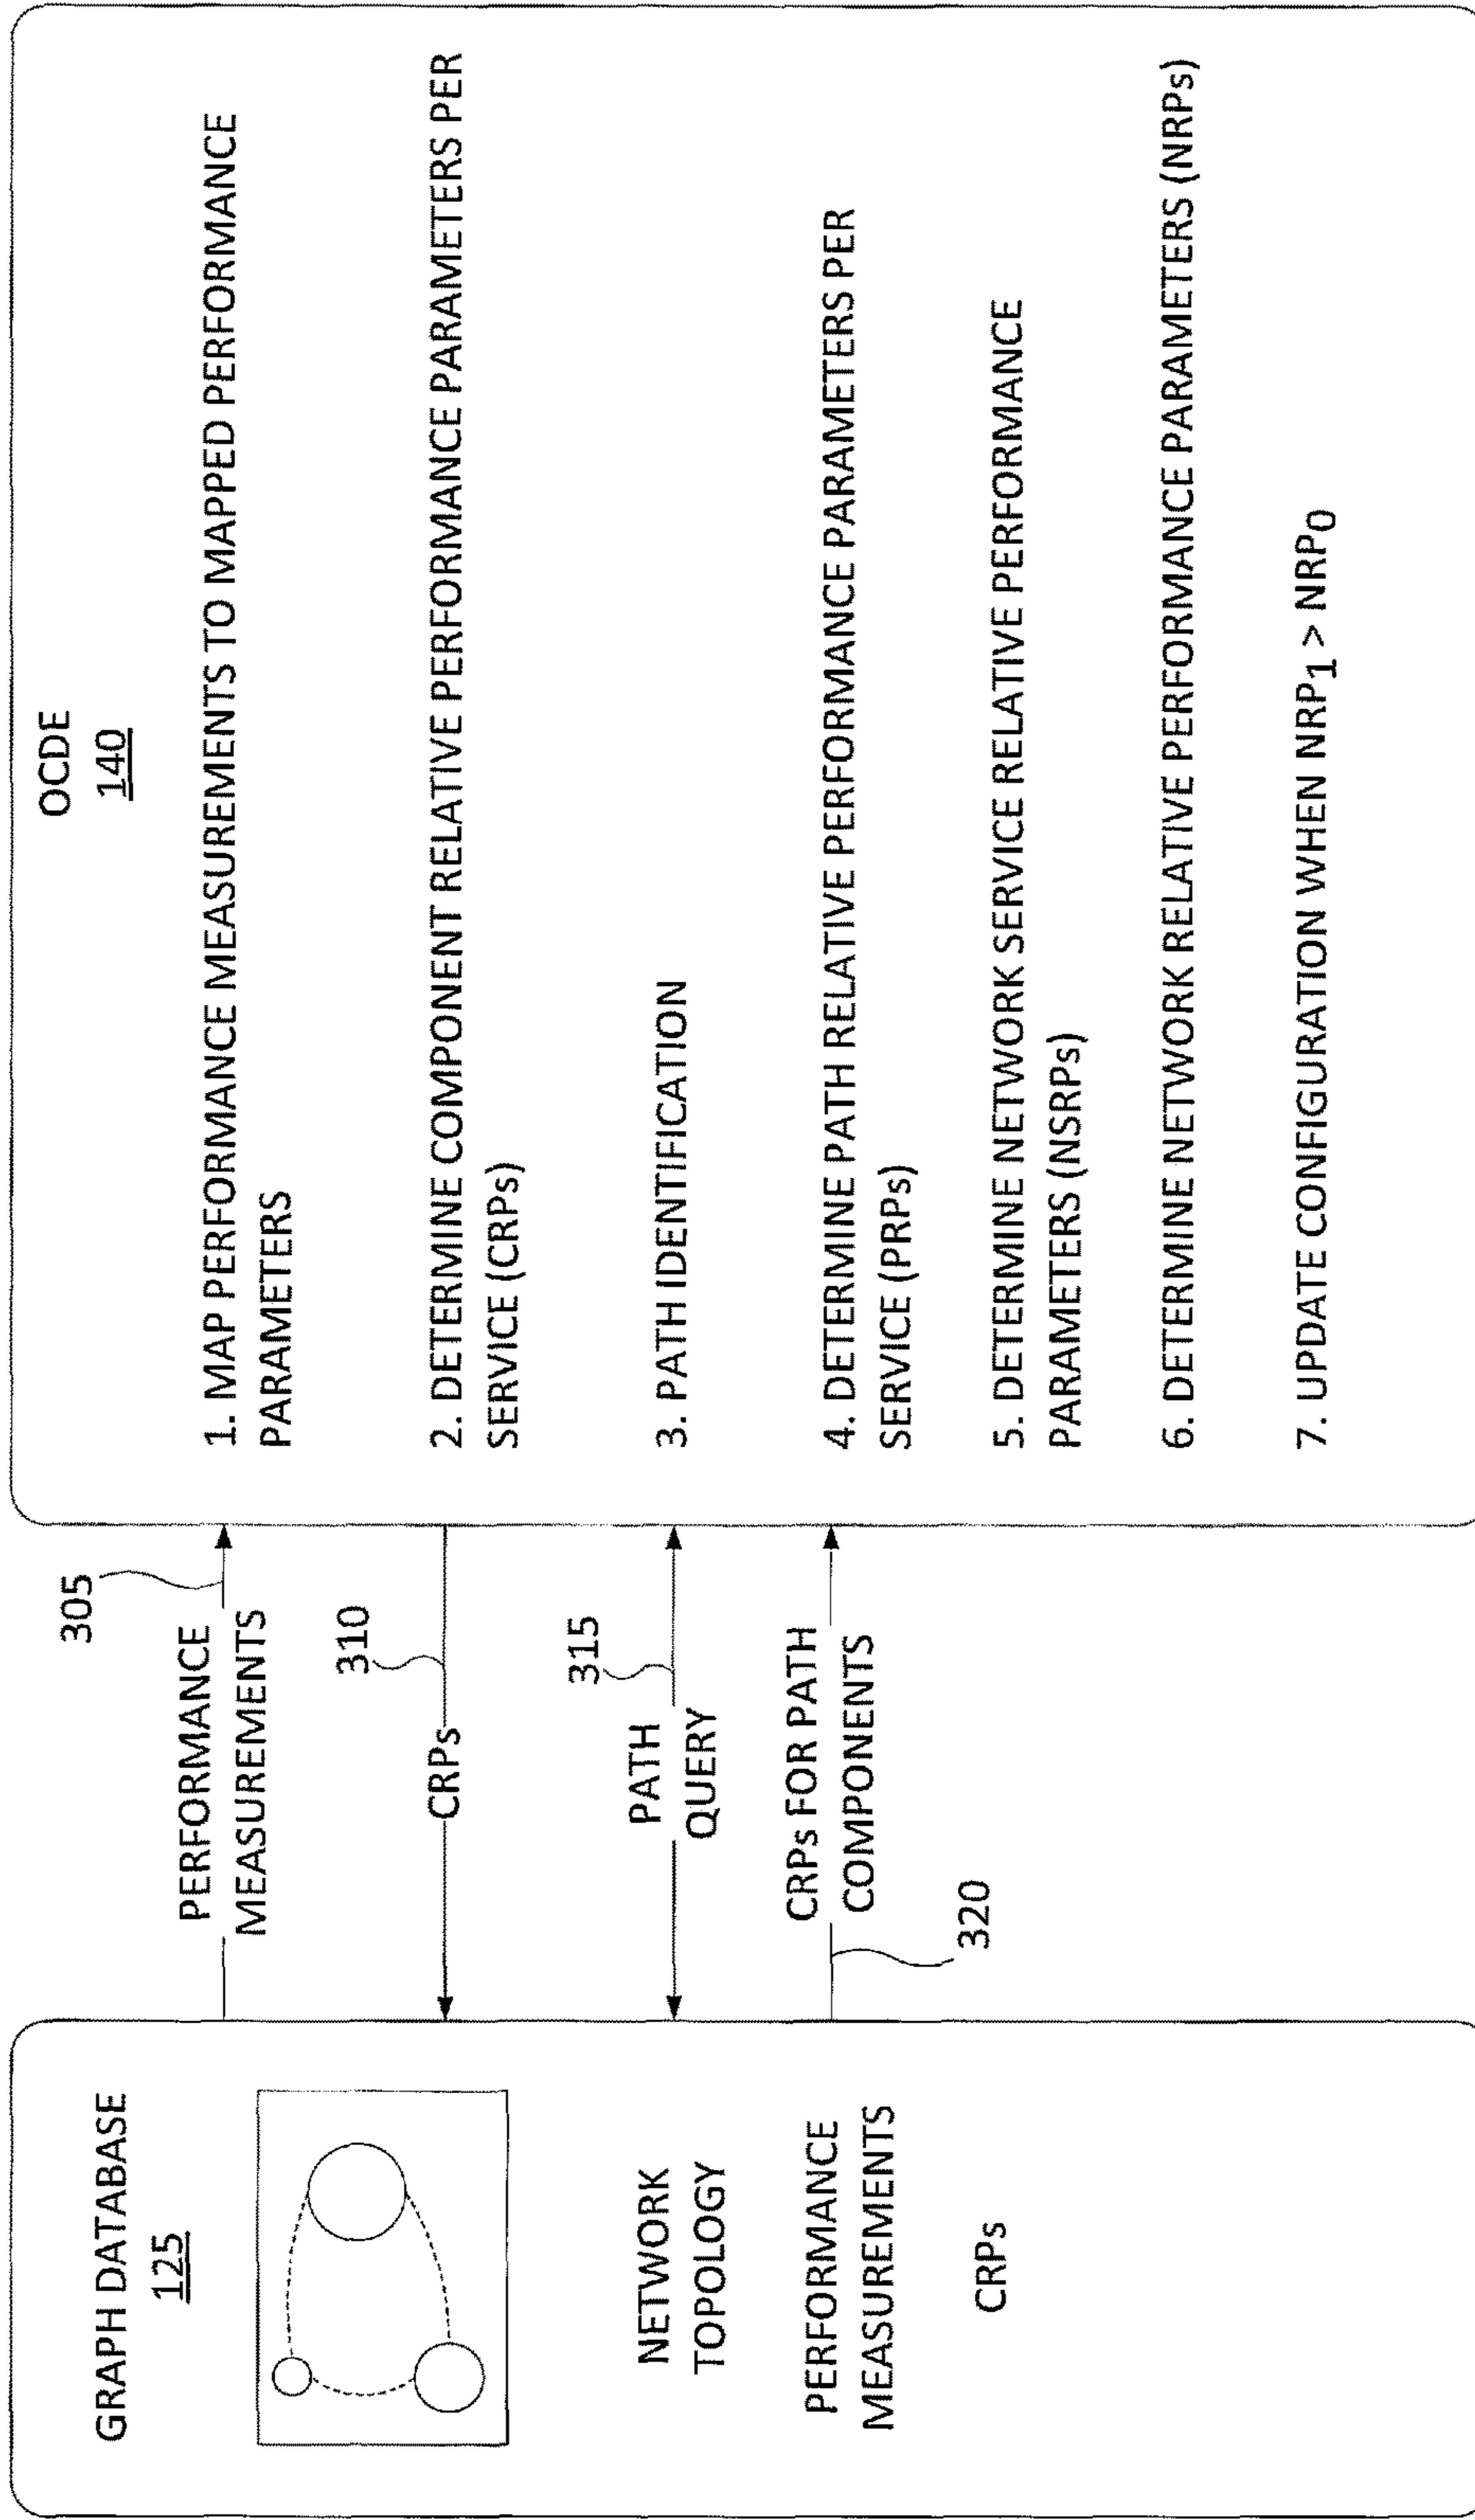 GRAPH DATABASE
125
NETWORK
TOPOLOGY
PERFORMANCE
MEASUREMENTS
CRPs
PERFORMANCE
MEASUREMENTS
305
310
CRPs
315
PATH
QUERY
CRPs FOR PATH
COMPONENTS
320
OCDE
140
1. MAP PERFORMANCE MEASUREMENTS TO MAPPED PERFORMANCE
PARAMETERS
2. DETERMINE COMPONENT RELATIVE PERFORMANCE PARAMETERS PER
SERVICE (CRPs)
3. PATH IDENTIFICATION
4. DETERMINE PATH RELATIVE PERFORMANCE PARAMETERS PER
SERVICE (PRPs)
5. DETERMINE NETWORK SERVICE RELATIVE PERFORMANCE
PARAMETERS (NSRPs)
6. DETERMINE NETWORK RELATIVE PERFORMANCE PARAMETERS (NRPs)
7. UPDATE CONFIGURATION WHEN NRP1 > NRP0